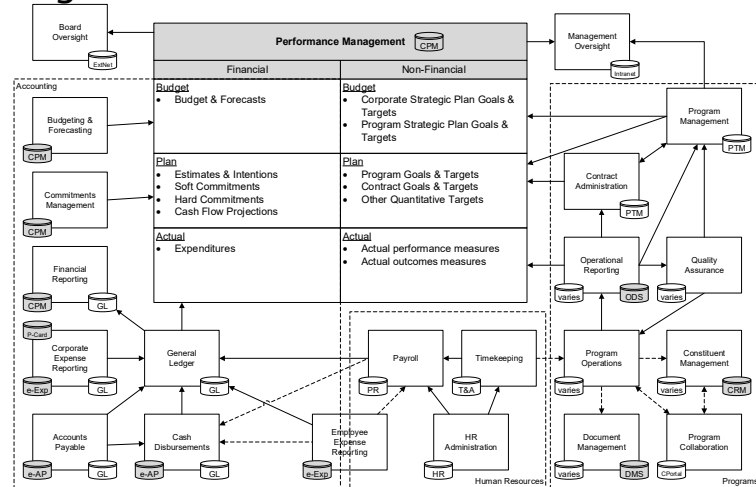 Board
Oversight
ExtNet
Performance Management
CPM
Management
Oversight
Intranet
Financial
Non-Financial
Accounting
Budget
• Budget & Forecasts
Budget
• Corporate Strategic Plan Goals &
Targets
• Program Strategic Plan Goals &
Targets
Budgeting &
Forecasting
CPM
Program
Management
PTM
Plan
• Estimates & Intentions
• Soft Commitments
• Hard Commitments
• Cash Flow Projections
Plan
• Program Goals & Targets
• Contract Goals & Targets
• Other Quantitative Targets
Commitments
Management
CPM
Contract
Administration
PTM
Actual
• Expenditures
Actual
• Actual performance measures
• Actual outcomes measures
Financial
Reporting
CPM
GL
Operational
Reporting
varies
ODS
Quality
Assurance
varies
P-Card
Corporate
Expense
Reporting
e-Exp
GL
General
Ledger
GL
Payroll
PR
Timekeeping
T&A
Program
Operations
varies
Constituent
Management
varies
CRM
Accounts
Payable
e-AP
GL
Cash
Disbursements
e-AP
GL
Employee
Expense
Reporting
e-Exp
HR
Administration
HR
Document
Management
varies
DMS
Program
Collaboration
CPortal
Human Resources
Programs